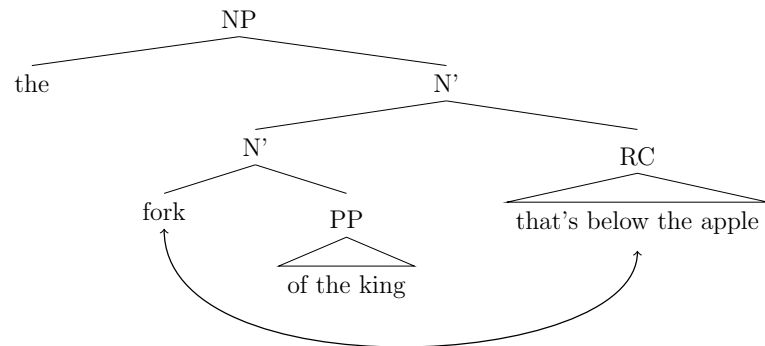 NP
the
N'
N'
RC
fork
PP
that's below the apple
of the king